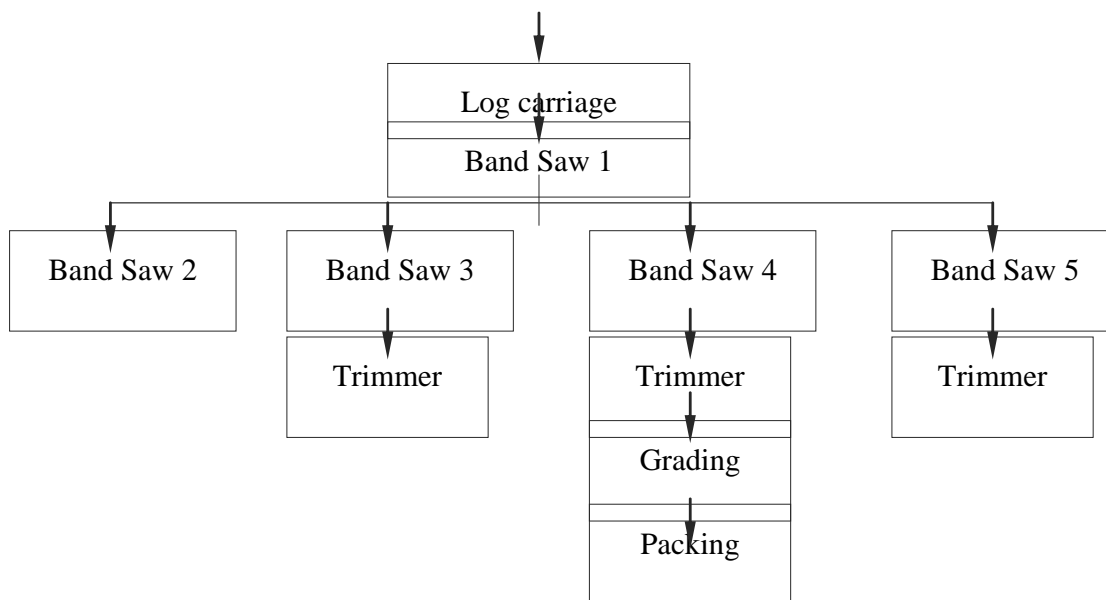 Log carriage
Band Saw 1
Band Saw 2
Band Saw 3
Band Saw 4
Band Saw 5
Trimmer
Trimmer
Trimmer
Grading
Packing